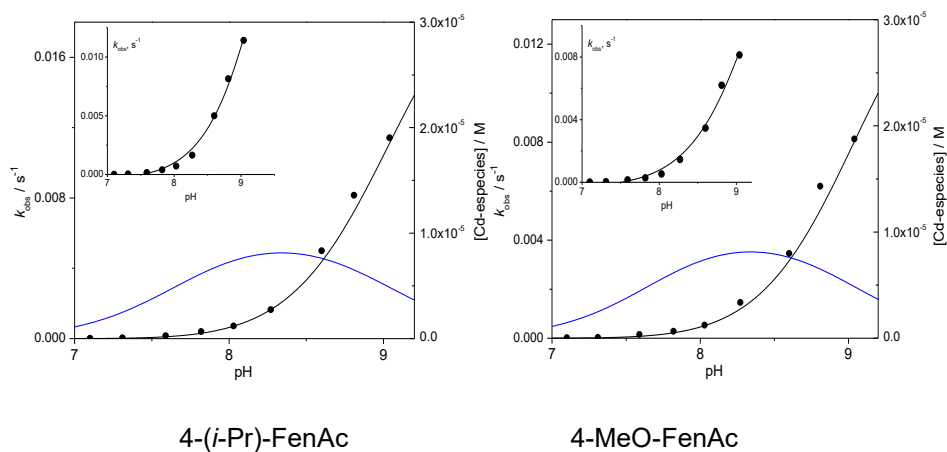 3.0x10⁻⁵
0.016
k_obs, s⁻¹
0.010
0.005
0.000
7
8
9
pH
2.0x10⁻⁵
k_obs / s⁻¹
0.008
1.0x10⁻⁵
[Cd-especies] / M
0.000
0.0
7
8
9
pH
4-(i-Pr)-FenAc
3.0x10⁻⁵
0.012
k_obs, s⁻¹
0.008
0.004
0.000
7
8
9
pH
2.0x10⁻⁵
0.008
k_obs / s⁻¹
0.004
1.0x10⁻⁵
[Cd-especies] / M
0.000
0.0
7
8
9
pH
4-MeO-FenAc